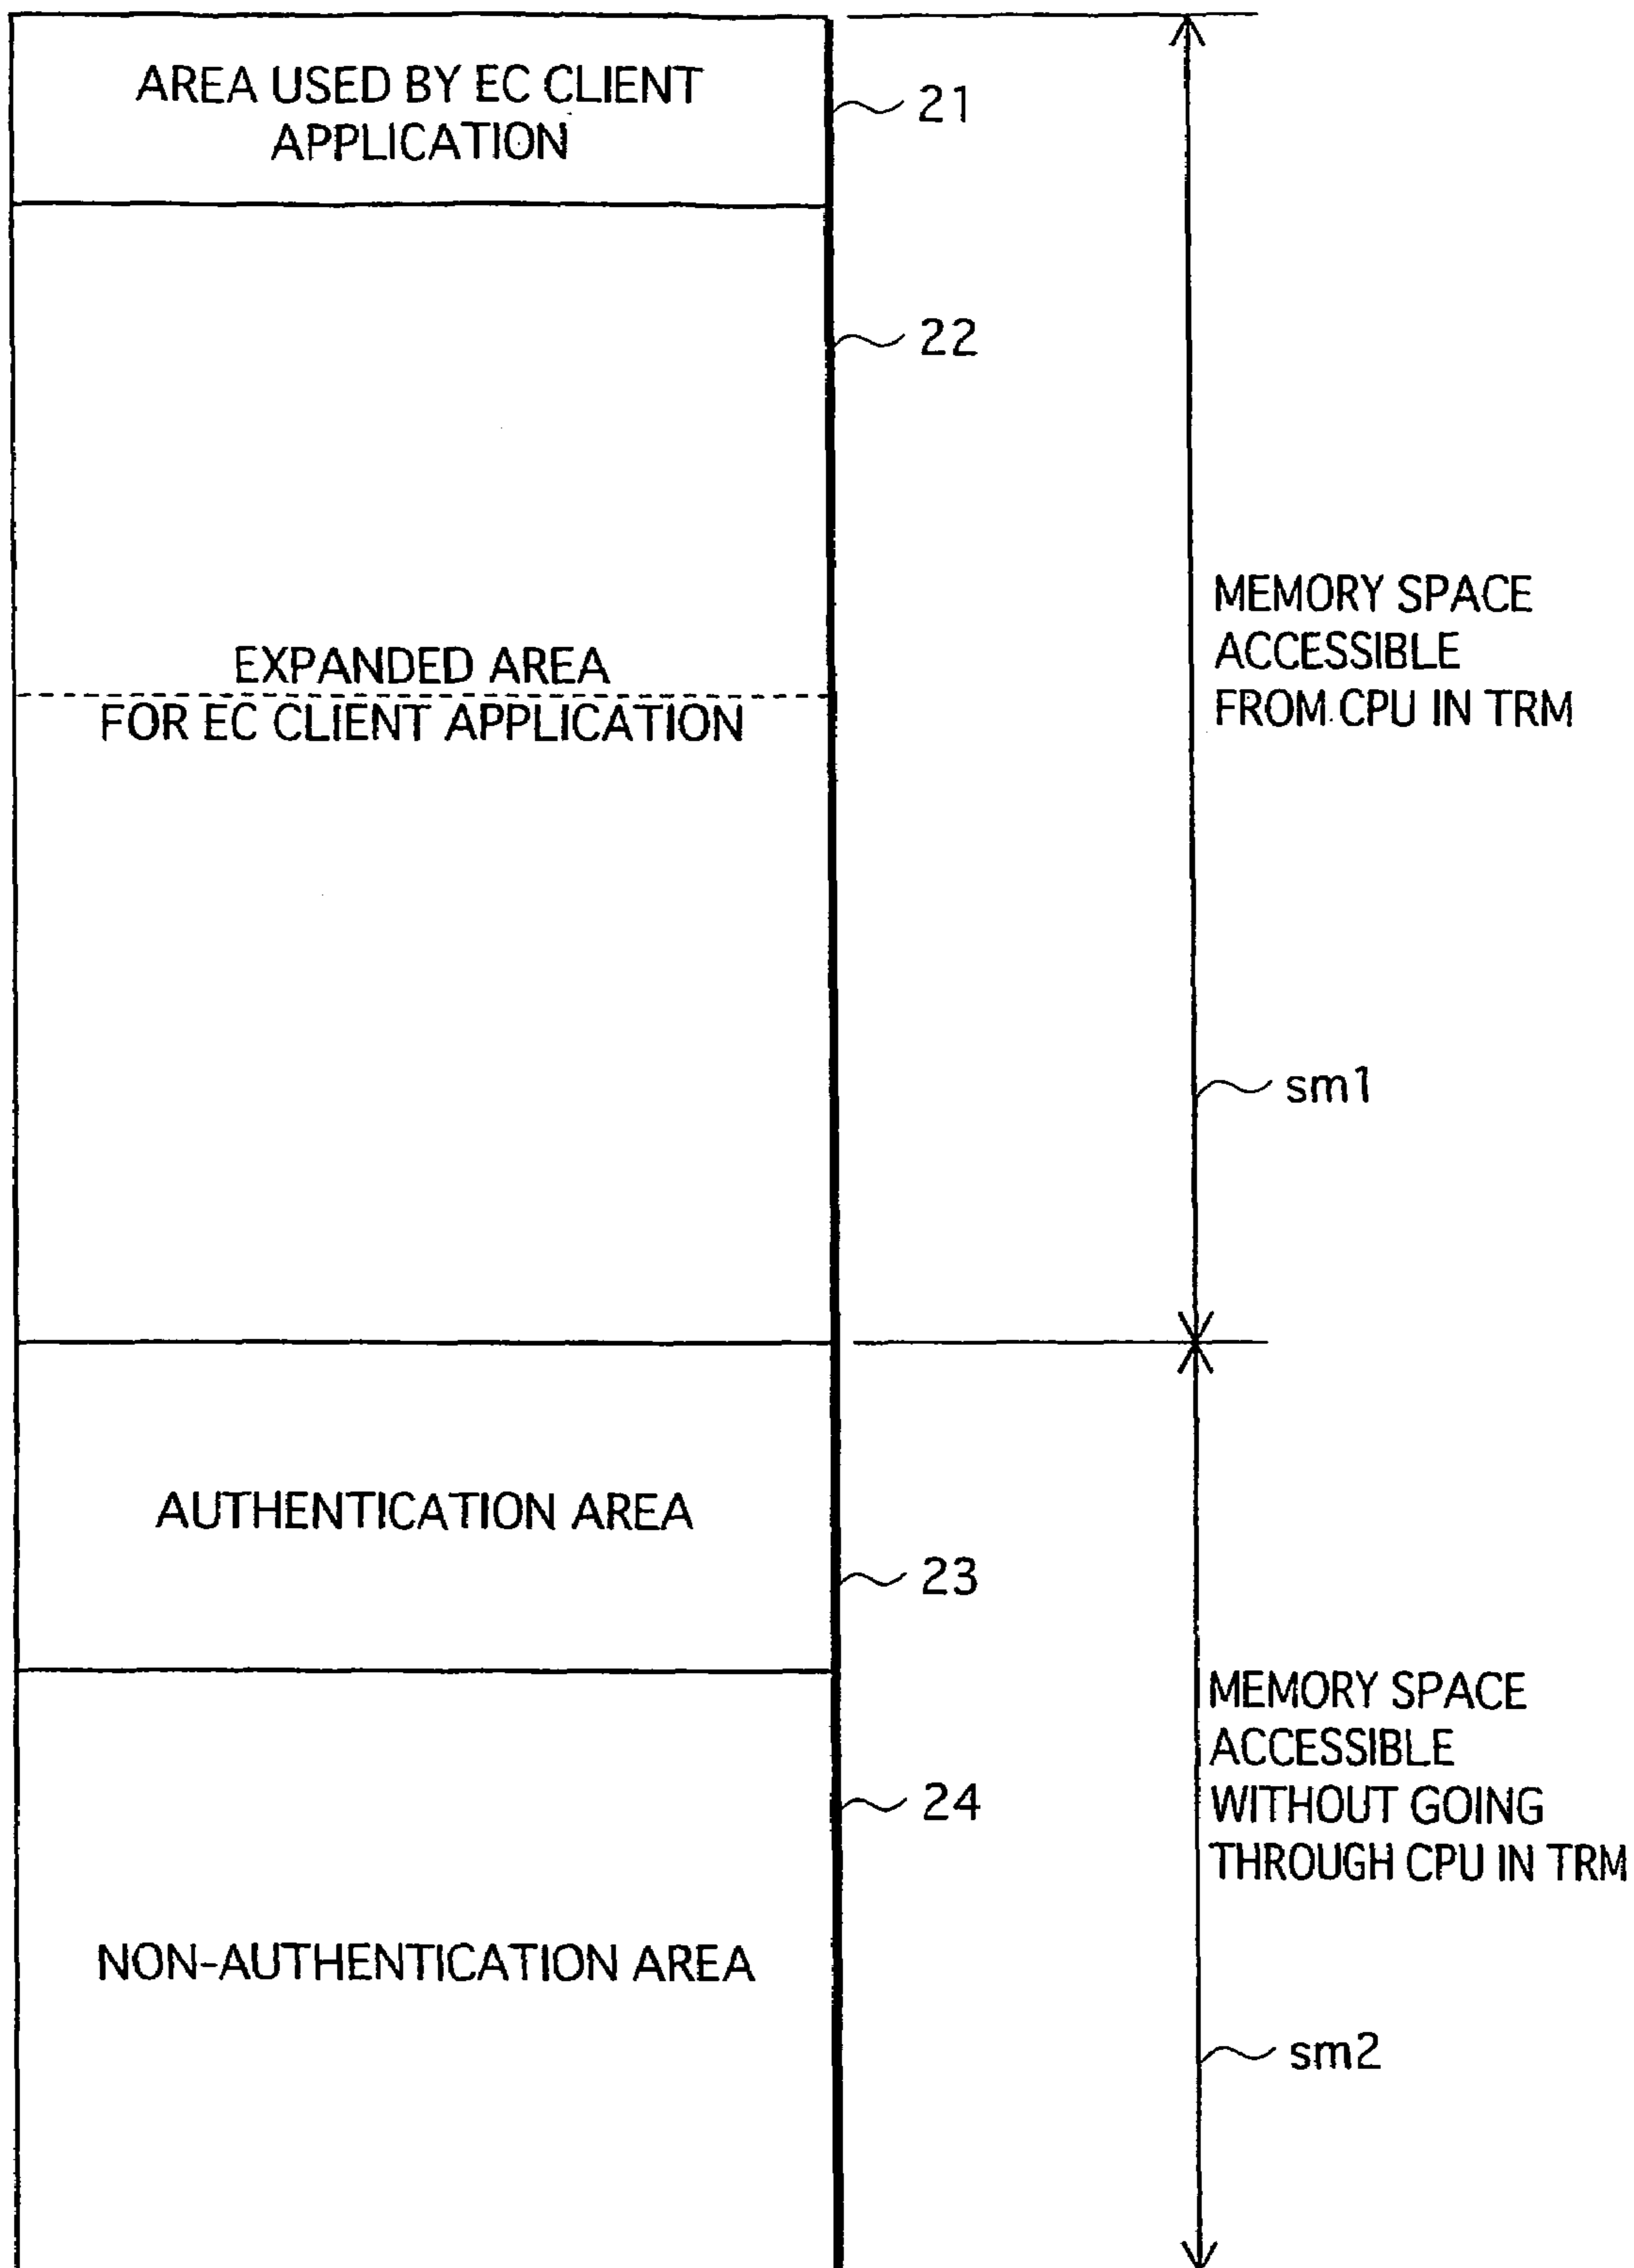 AREA USED BY EC CLIENT
APPLICATION
21
22
EXPANDED AREA
FOR EC CLIENT APPLICATION
MEMORY SPACE
ACCESSIBLE
FROM CPU IN TRM
sm1
AUTHENTICATION AREA
23
MEMORY SPACE
ACCESSIBLE
WITHOUT GOING
THROUGH CPU IN TRM
24
NON-AUTHENTICATION AREA
sm2